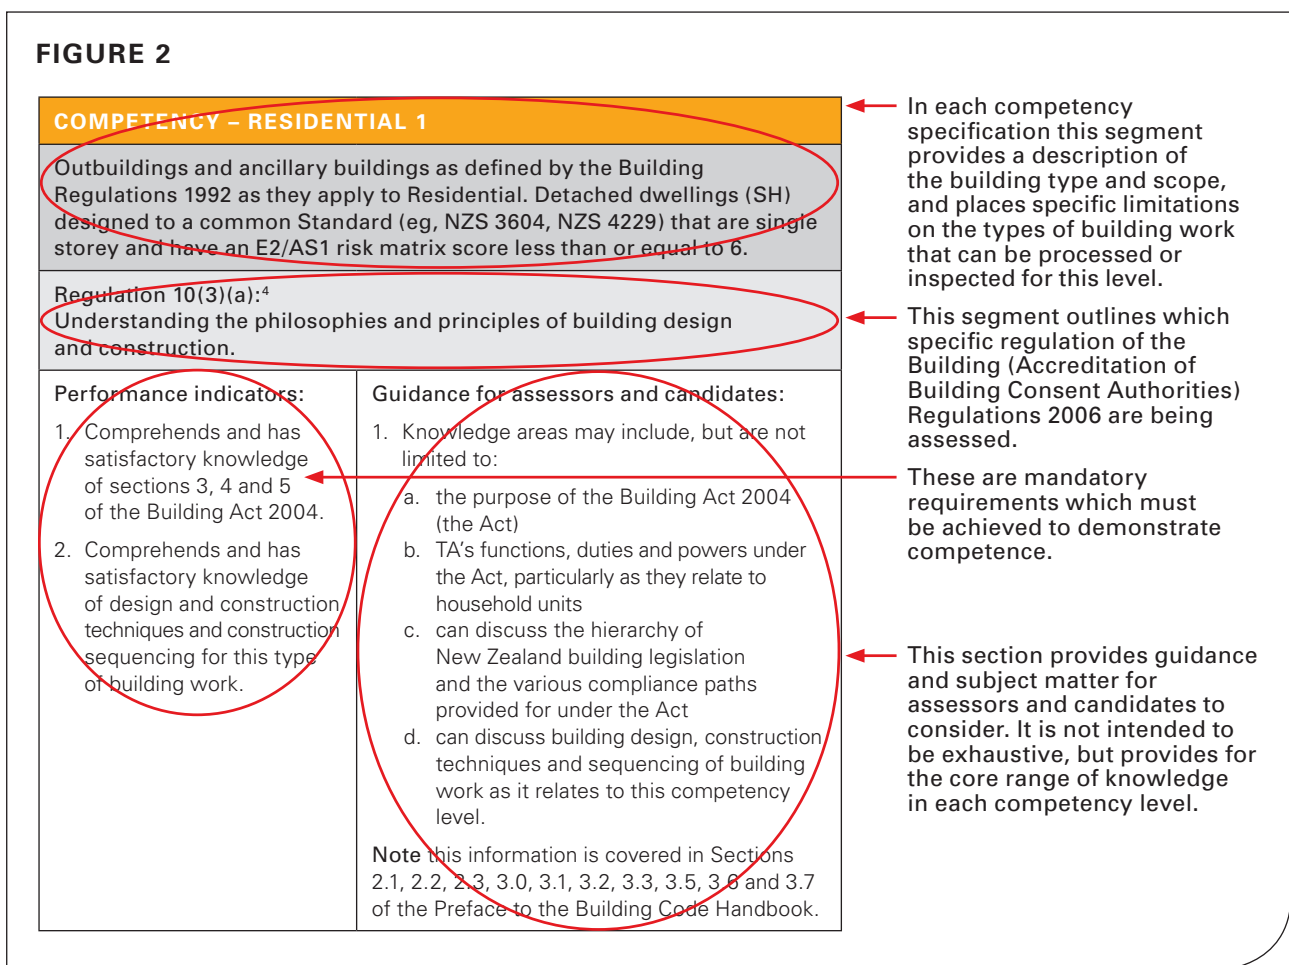 FIGURE 2
COMPETENCY – RESIDENTIAL 1
Outbuildings and ancillary buildings as defined by the Building
Regulations 1992 as they apply to Residential. Detached dwellings (SH)
designed to a common Standard (eg, NZS 3604, NZS 4229) that are single
storey and have an E2/AS1 risk matrix score less than or equal to 6.
Regulation 10(3)(a):⁴
Understanding the philosophies and principles of building design
and construction.
Performance indicators:
1. Comprehends and has
satisfactory knowledge
of sections 3, 4 and 5
of the Building Act 2004.
2. Comprehends and has
satisfactory knowledge
of design and construction
techniques and construction
sequencing for this type
of building work.
Guidance for assessors and candidates:
1. Knowledge areas may include, but are not
limited to:
a. the purpose of the Building Act 2004
(the Act)
b. TA's functions, duties and powers under
the Act, particularly as they relate to
household units
c. can discuss the hierarchy of
New Zealand building legislation
and the various compliance paths
provided for under the Act
d. can discuss building design, construction
techniques and sequencing of building
work as it relates to this competency
level.
Note this information is covered in Sections
2.1, 2.2, 2.3, 3.0, 3.1, 3.2, 3.3, 3.5, 3.6 and 3.7
of the Preface to the Building Code Handbook.
In each competency
specification this segment
provides a description of
the building type and scope,
and places specific limitations
on the types of building work
that can be processed or
inspected for this level.
This segment outlines which
specific regulation of the
Building (Accreditation of
Building Consent Authorities)
Regulations 2006 are being
assessed.
These are mandatory
requirements which must
be achieved to demonstrate
competence.
This section provides guidance
and subject matter for
assessors and candidates to
consider. It is not intended to
be exhaustive, but provides for
the core range of knowledge
in each competency level.